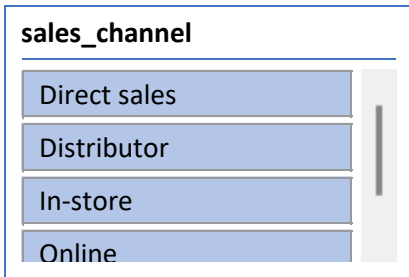 sales_channel
Direct sales
Distributor
In-store
Online